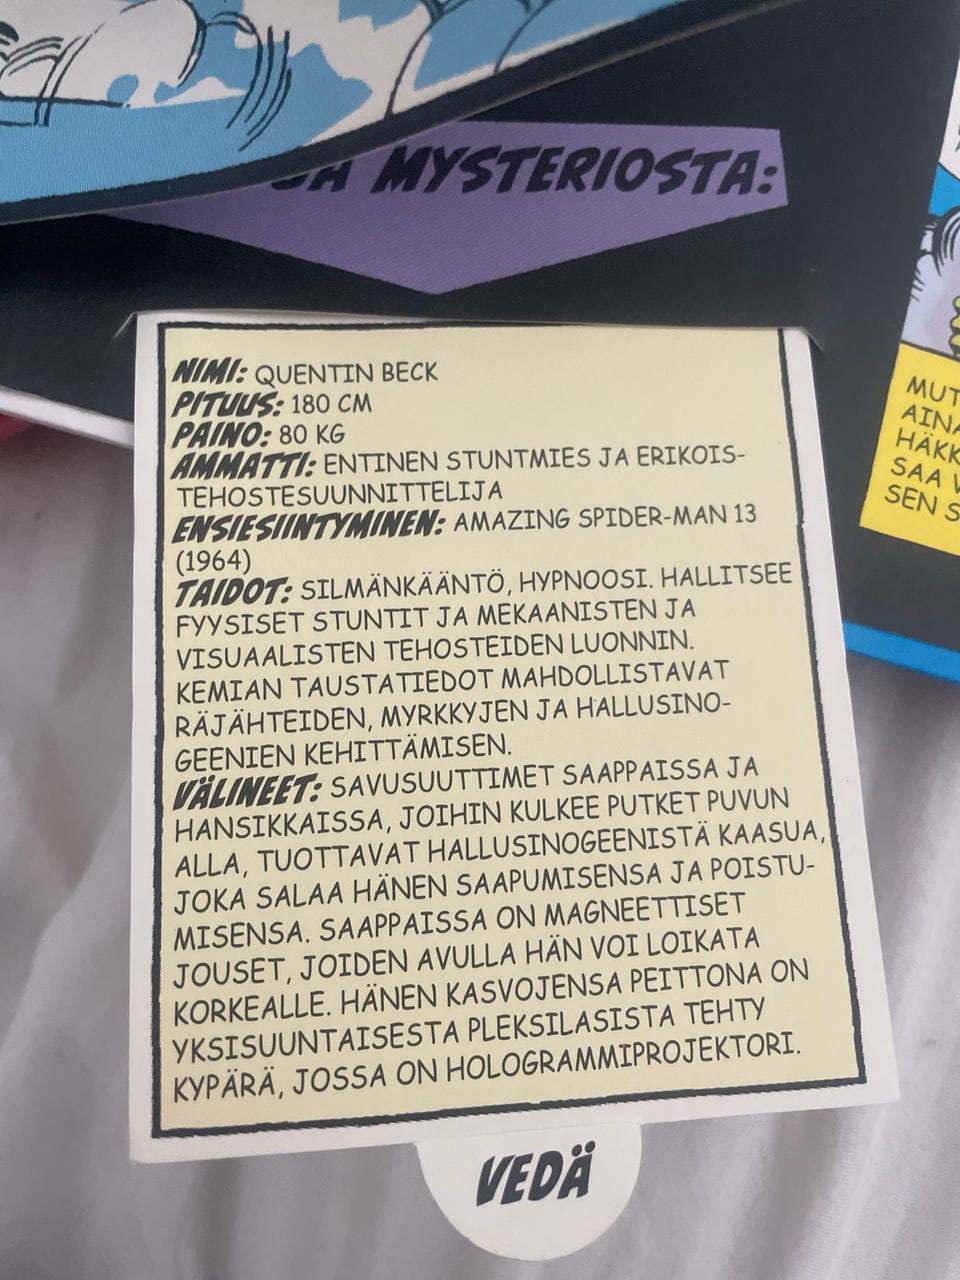 MYSTERIOSTA:
NIMI: QUENTIN BECK
PITUUS: 180 CM
PAINO: 80 KG
AMMATTI: ENTINEN STUNTMIES JA ERIKOIS-
TEHOSTESUUNNITTELIJA
ENSIESIINTYMINEN: AMAZING SPIDER-MAN 13
(1964)
TAIDOT: SILMÄNKÄÄNTÖ, HYPNOOSI. HALLITSEE
FYYSISET STUNTIT JA MEKAANISTEN JA
VISUAALISTEN TEHOSTEIDEN LUONNIN.
KEMIAN TAUSTATIEDOT MAHDOLLISTAVAT
RÄJÄHTEIDEN, MYRKKYJEN JA HALLUSINO-
GEENIEN KEHITTÄMISEN.
VÄLINEET: SAVUSUUTTIMET SAAPPAISSA JA
HANSIKKAISSA, JOIHIN KULKEE PUTKET PUVUN
ALLA, TUOTTAVAT HALLUSINOGEENISTÄ KAASUA,
JOKA SALAA HÄNEN SAAPUMISENSA JA POISTU-
MISENSA. SAAPPAISSA ON MAGNEETTISET
JOUSET, JOIDEN AVULLA HÄN VOI LOIKATA
KORKEALLE. HÄNEN KASVOJENSA PEITTONA ON
YKSISUUNTAISESTA PLEKSILASISTA TEHTY
KYPÄRÄ, JOSSA ON HOLOGRAMMIPROJEKTORI.
VEDÄ
MUT
AINA
HÄKK
SAA
SEN S